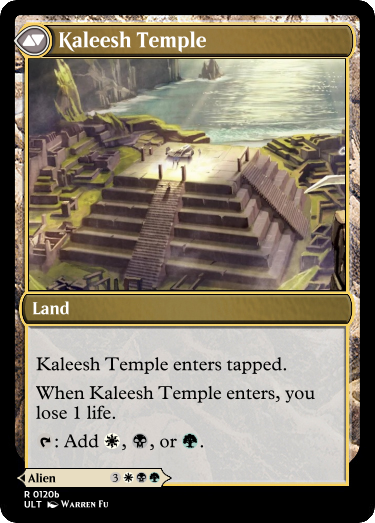 Kaleesh Temple
Land
Kaleesh Temple enters tapped.
When Kaleesh Temple enters, you
lose 1 life.
: Add , , or .
Alien 3
R 0120b
ULT Warren Fu